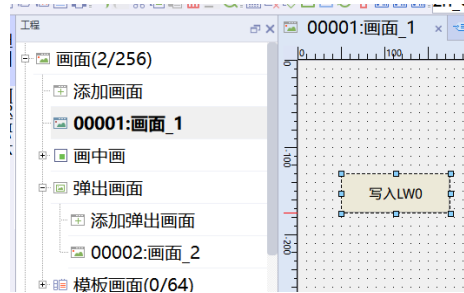 工程
画面(2/256)
添加画面
00001:画面_1
画中画
弹出画面
添加弹出画面
00002:画面_2
模板画面(0/64)
00001:画面_1
0
100
100
200
写入LW0